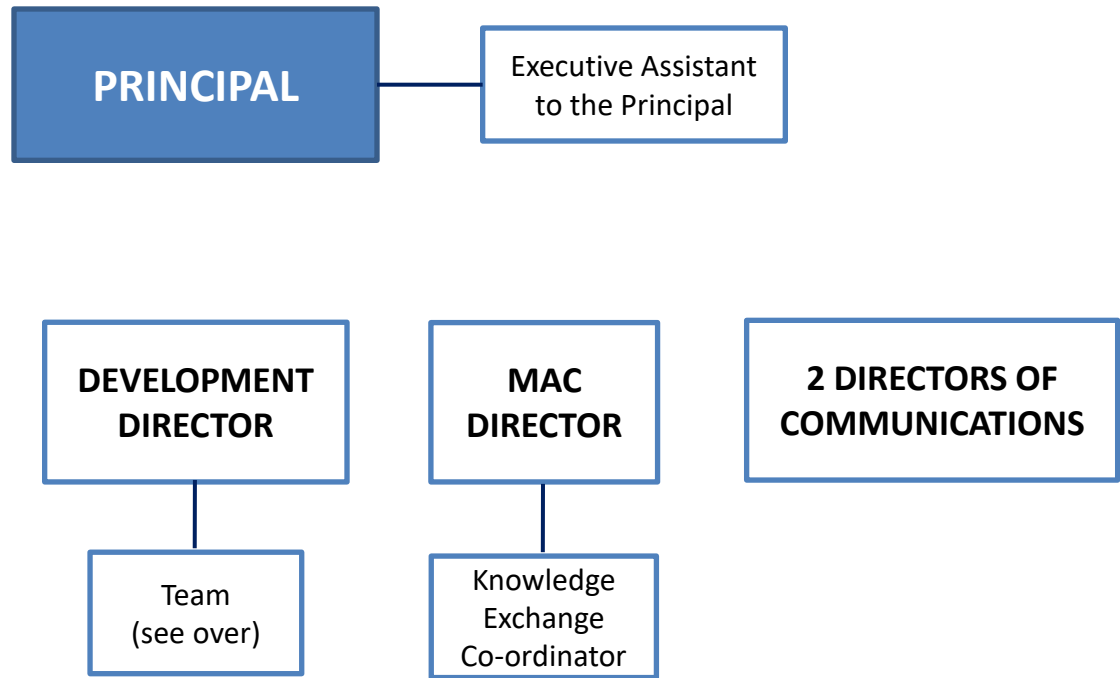 PRINCIPAL
Executive Assistant
to the Principal
DEVELOPMENT
DIRECTOR
MAC
DIRECTOR
2 DIRECTORS OF
COMMUNICATIONS
Team
(see over)
Knowledge
Exchange
Co-ordinator